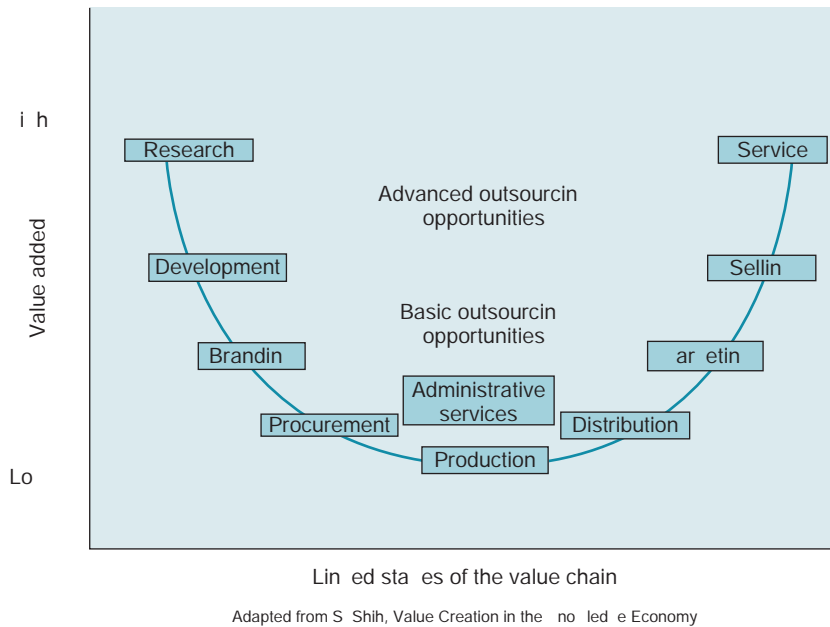 i h
Research
Service
Advanced outsourcin
opportunities
Value added
Development
Sellin
Basic outsourcin
opportunities
Brandin
ar etin
Administrative
services
Procurement
Distribution
Production
Lo
Lin ed sta es of the value chain
Adapted from S Shih, Value Creation in the no led e Economy